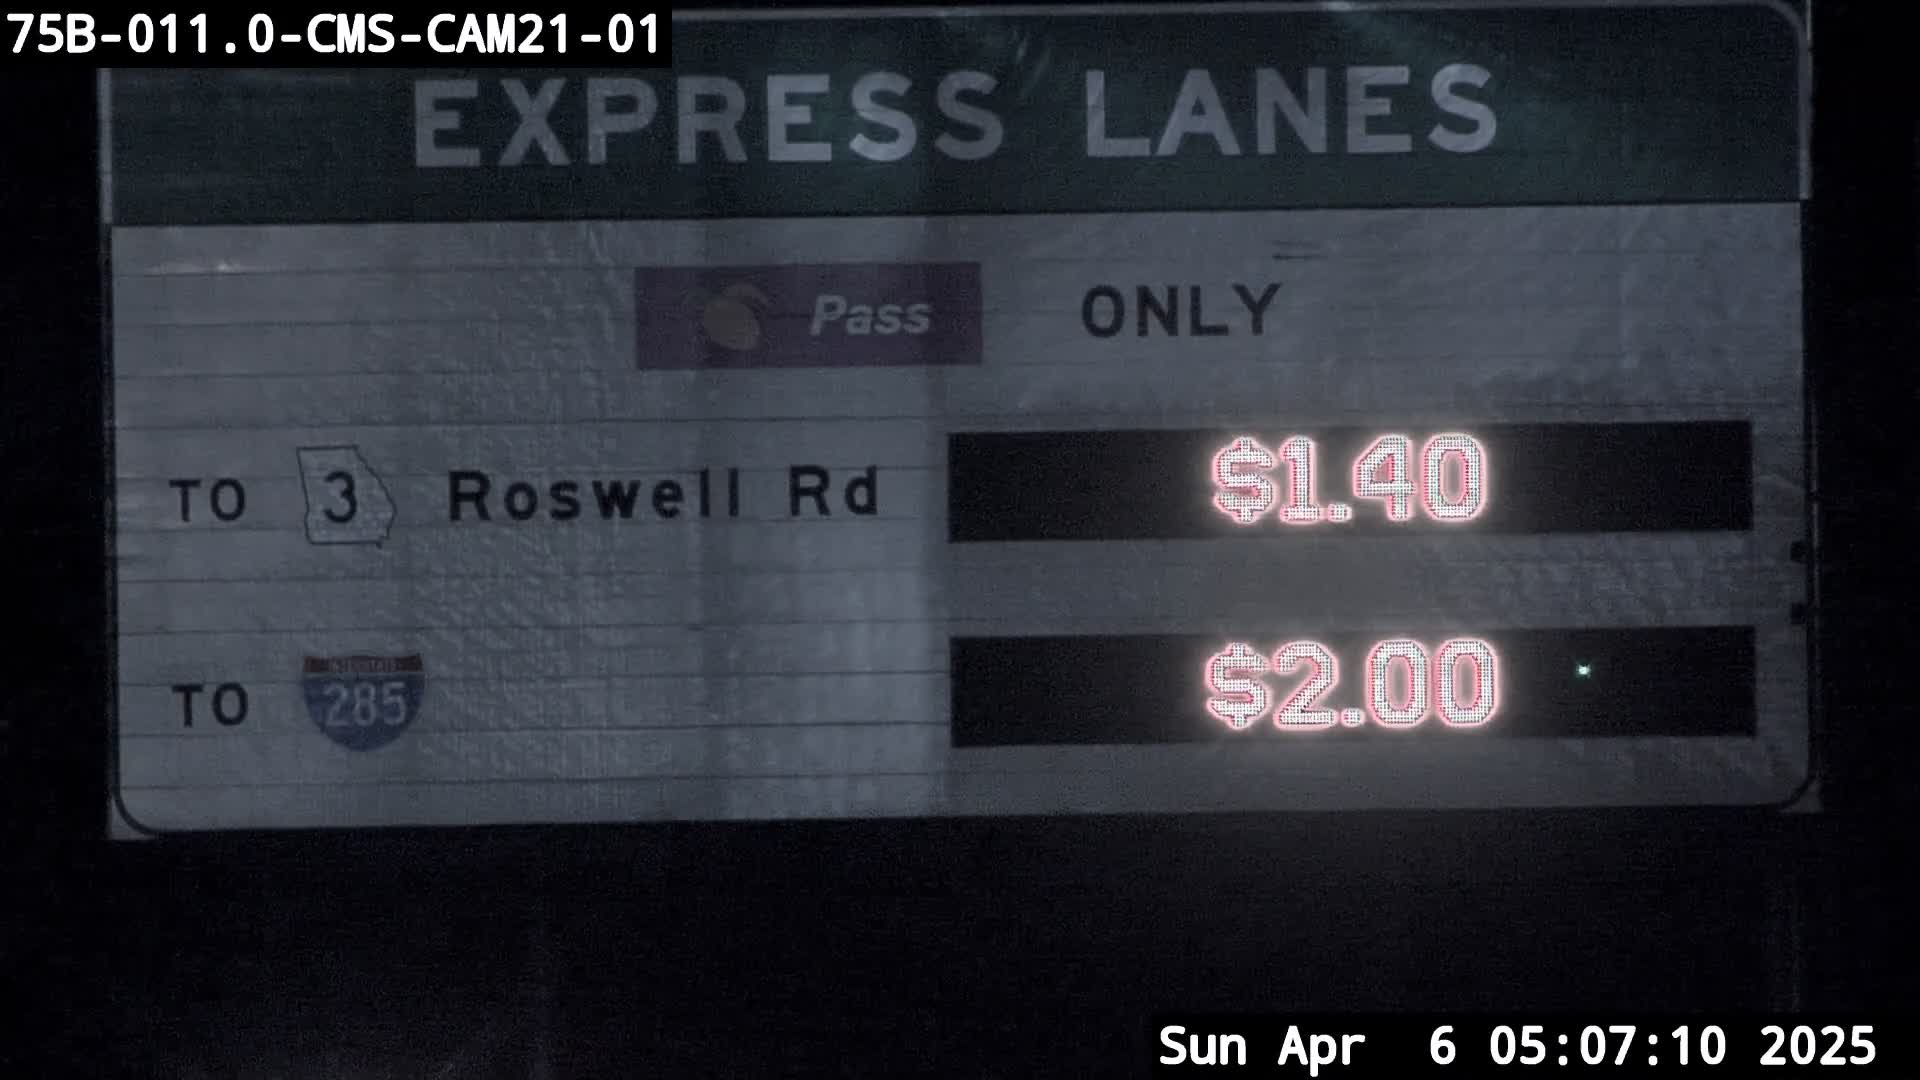 75B-011.0-CMS-CAM21-01
EXPRESS LANES
Pass ONLY
TO 3 Roswell Rd $1.40
TO INTERSTATE 285 $2.00
Sun Apr 6 05:07:10 2025